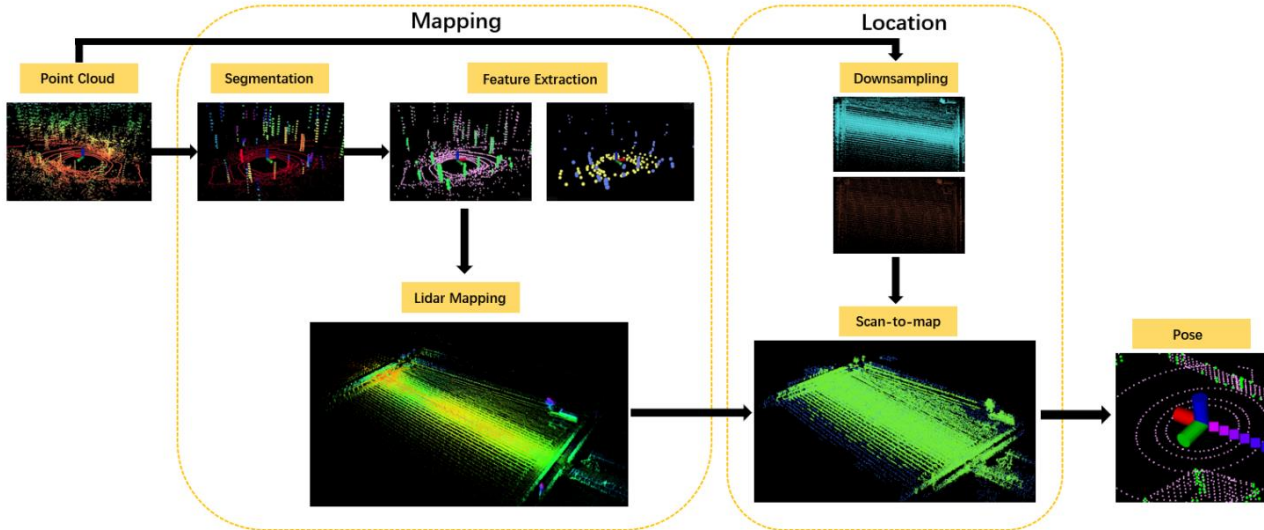 Mapping
Location
Point Cloud
Segmentation
Feature Extraction
Downsampling
Lidar Mapping
Scan-to-map
Pose